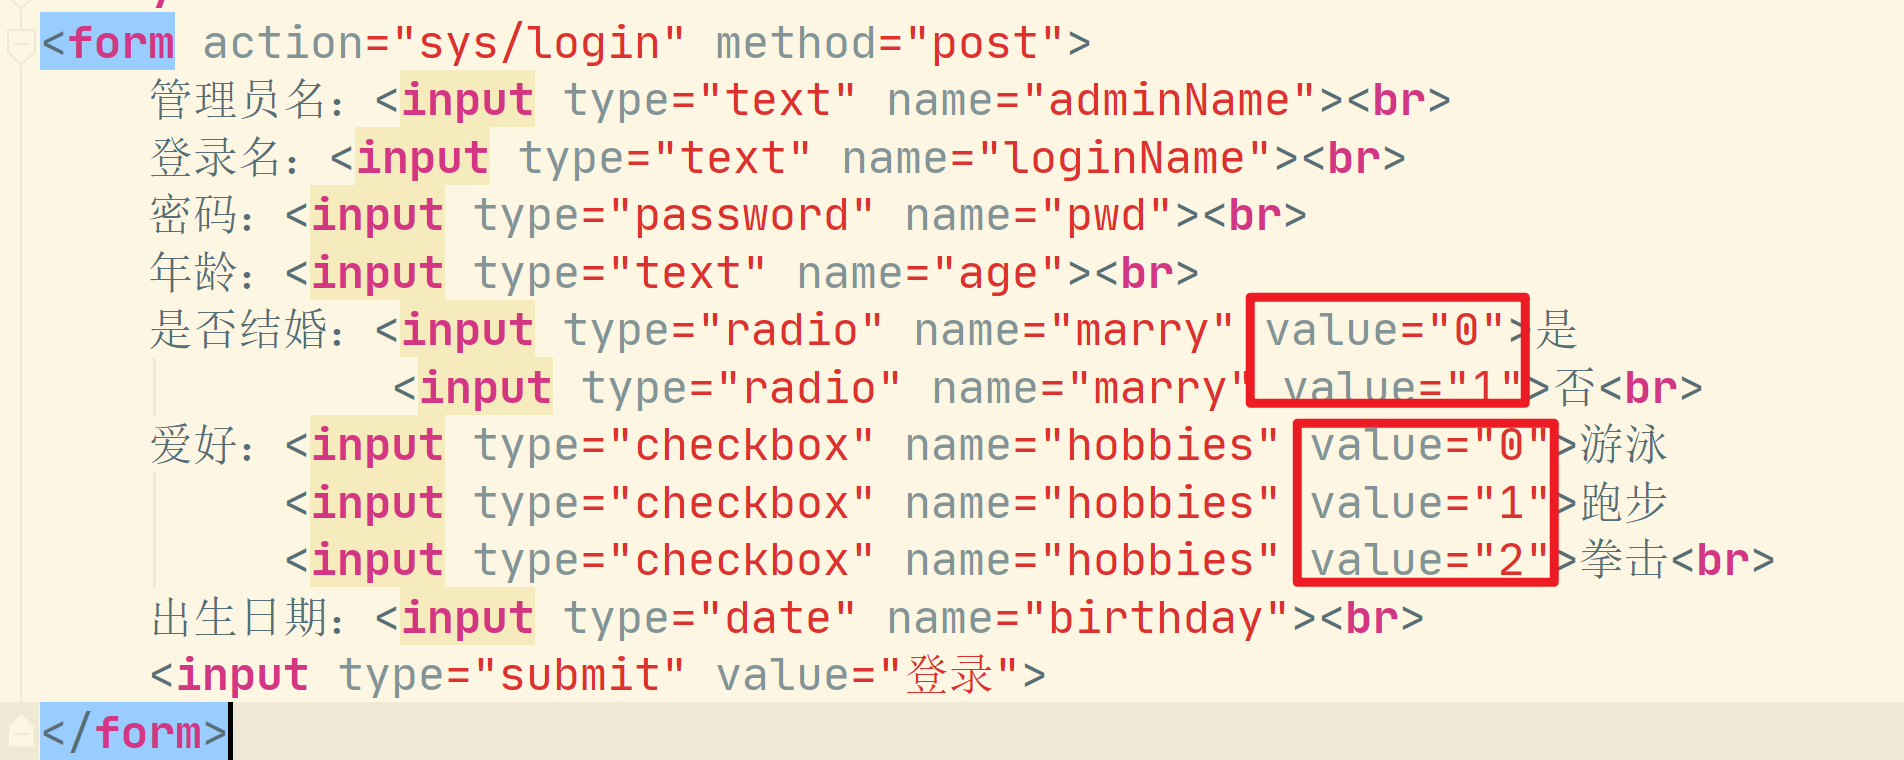 <form action="sys/login" method="post">
管理员名：<input type="text" name="adminName"><br>
登录名：<input type="text" name="loginName"><br>
密码：<input type="password" name="pwd"><br>
年龄：<input type="text" name="age"><br>
是否结婚：<input type="radio" name="marry" value="0">是
<input type="radio" name="marry" value="1">否<br>
爱好：<input type="checkbox" name="hobbies" value="0">游泳
<input type="checkbox" name="hobbies" value="1">跑步
<input type="checkbox" name="hobbies" value="2">拳击<br>
出生日期：<input type="date" name="birthday"><br>
<input type="submit" value="登录">
</form>